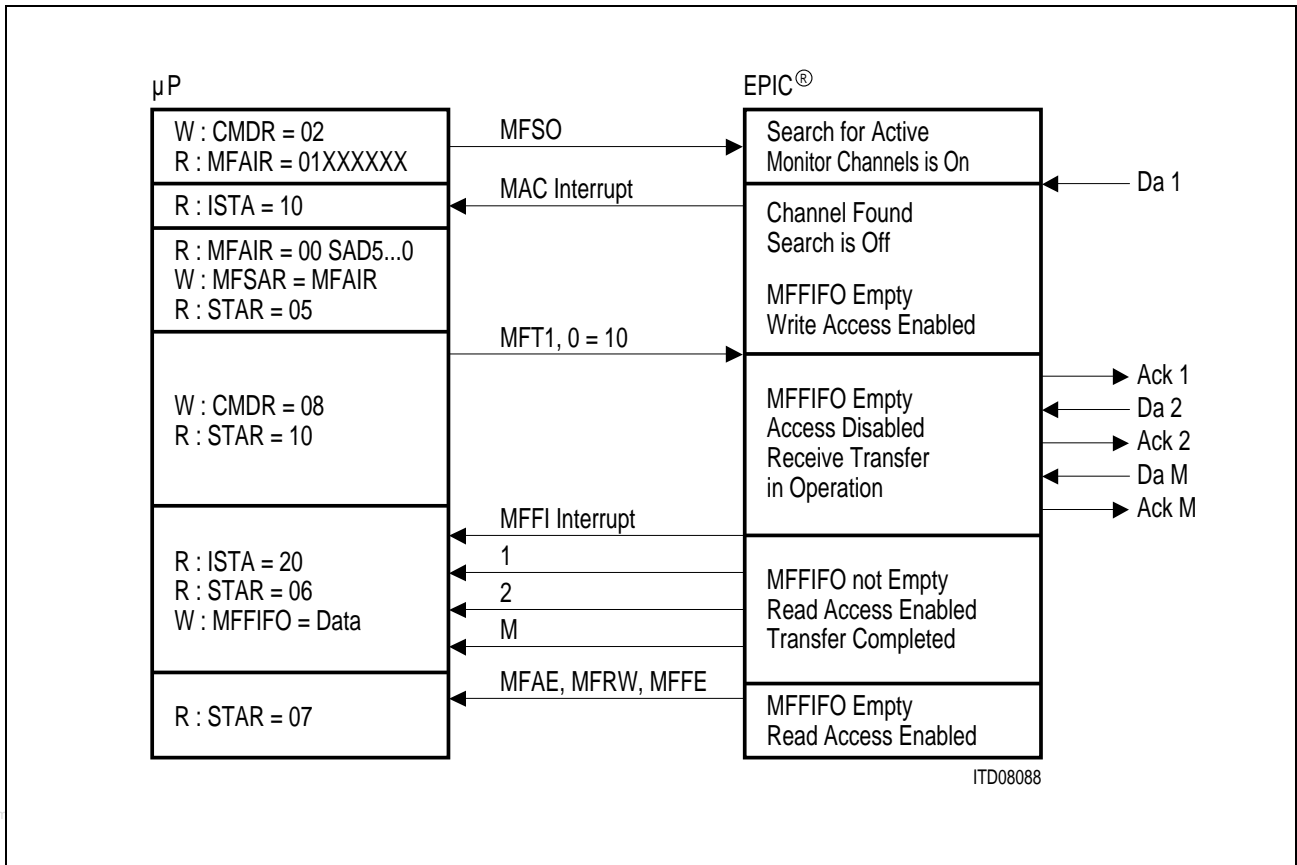 µP
EPIC®
W : CMDR = 02
R : MFAIR = 01XXXXXX
MFSO
Search for Active
Monitor Channels is On
Da 1
R : ISTA = 10
MAC Interrupt
Channel Found
Search is Off
MFFIFO Empty
Write Access Enabled
R : MFAIR = 00 SAD5...0
W : MFSAR = MFAIR
R : STAR = 05
MFT1, 0 = 10
W : CMDR = 08
R : STAR = 10
MFFIFO Empty
Access Disabled
Receive Transfer
in Operation
Ack 1
Da 2
Ack 2
Da M
Ack M
MFFI Interrupt
1
2
M
R : ISTA = 20
R : STAR = 06
W : MFFIFO = Data
MFFIFO not Empty
Read Access Enabled
Transfer Completed
MFAE, MFRW, MFFE
R : STAR = 07
MFFIFO Empty
Read Access Enabled
ITD08088